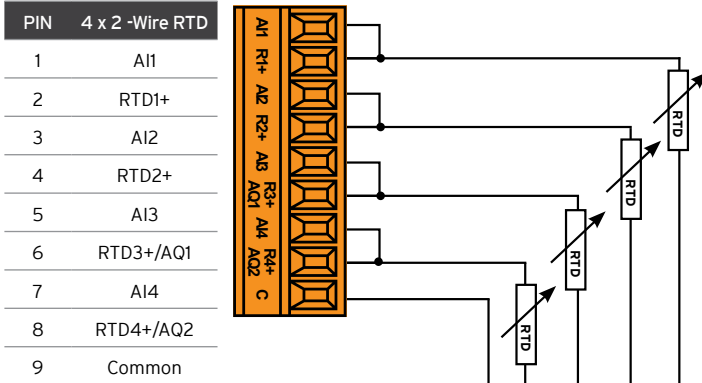 PIN 4 x 2 -Wire RTD
1 AI1
2 RTD1+
3 AI2
4 RTD2+
5 AI3
6 RTD3+/AQ1
7 AI4
8 RTD4+/AQ2
9 Common
AI1
R1+
AI2
R2+
AI3
R3+
AQ1
AI4
R4+
AQ2
C
RTD
RTD
RTD
RTD